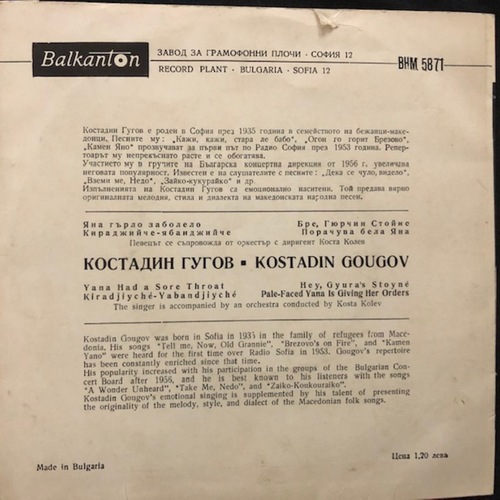 Balkanton
ЗАВОД ЗА ГРАМОФОННИ ПЛОЧИ · СОФИЯ 12
RECORD PLANT · BULGARIA · SOFIA 12
ВНМ 5871
Костадин Гугов е роден в София през 1935 година в семейството на бежанци-маке-
донци. Песните му: „Кажи, кажи, стара ле бабо", „Огон го горит Брезово",
„Камен Яно" прозвучават за първи път по Радио София през 1953 година. Репер-
тоарът му непрекъснато расте и се обогатява.
Участието му в групите на Българска концертна дирекция от 1956 г. увеличава
неговата популярност. Известен е на слушателите с песните: „Дека се чуло, видело",
„Вземи ме, Недо", „Зайко-кукурайко" и др.
Изпълненията на Костадин Гугов са емоционално наситени. Той предава вярно
оригиналната мелодия, стила и диалекта на македонската народна песен.
Яна гърло заболело
Кираджийче-ябанджийче
Бре, Гюрчин Стойне
Порачува бела Яна
Певецът се съпровожда от оркестър с диригент Коста Колев
КОСТАДИН ГУГОВ ▪ KOSTADIN GOUGOV
Yana Had a Sore Throat
Kiradjiyché-Yabandjiyché
Hey, Gyura's Stoyné
Pale-Faced Yana Is Giving Her Orders
The singer is accompanied by an orchestra conducted by Kosta Kolev
Kostadin Gougov was born in Sofia in 1935 in the family of refugees from Mace-
donia. His songs "Tell me, Now, Old Grannie", "Brezovo's on Fire", and "Kamen
Yano" were heard for the first time over Radio Sofia in 1953. Gougov's repertoire
has been constantly enriched since that time.
His popularity increased with his participation in the groups of the Bulgarian Con-
cert Board after 1956, and he is best known to his listeners with the songs
"A Wonder Unheard", "Take Me, Nedo", and "Zaiko-Koukouraiko".
Kostadin Gougov's emotional singing is supplemented by his talent of presenting
the originality of the melody, style, and dialect of the Macedonian folk songs.
Made in Bulgaria
Цена 1,20 лева